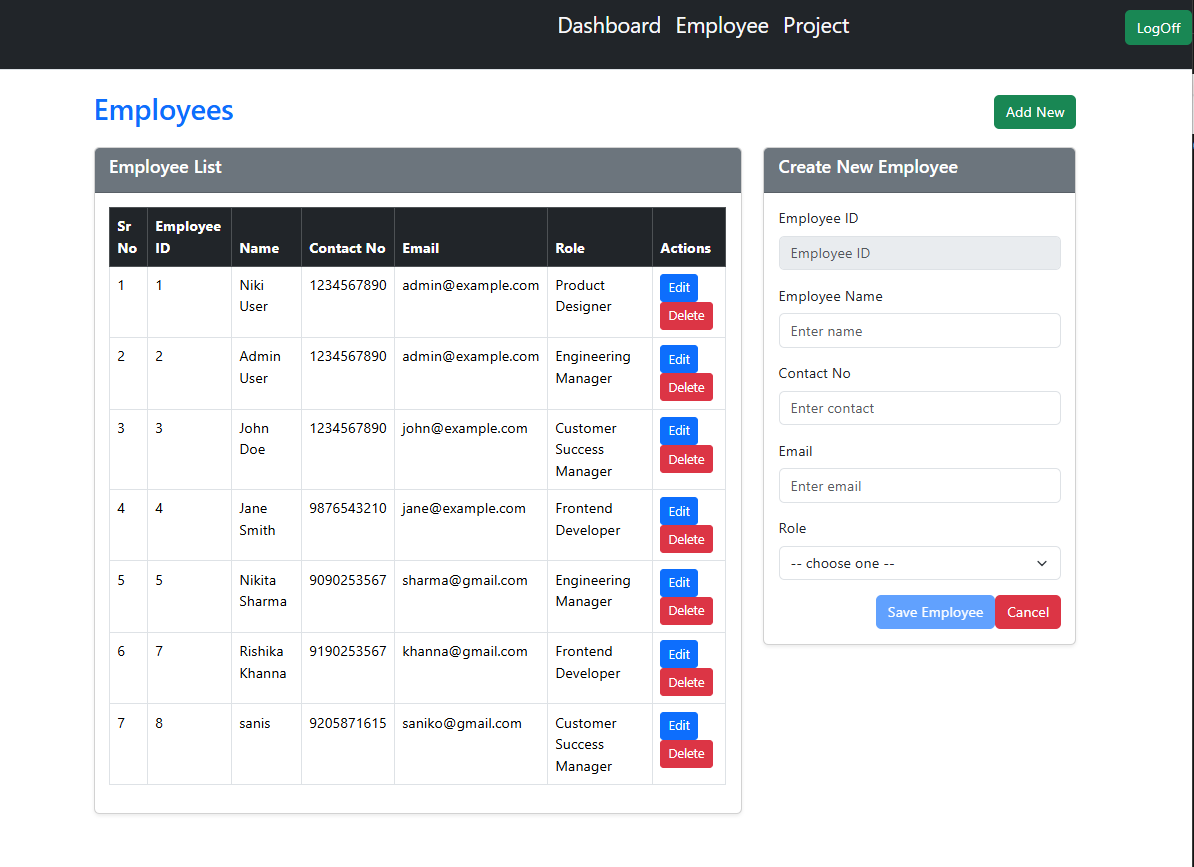 Dashboard Employee Project LogOff
Employees
Add New
Employee List
Sr No Employee ID Name Contact No Email Role Actions
1 1 Niki User 1234567890 admin@example.com Product Designer Edit Delete
2 2 Admin User 1234567890 admin@example.com Engineering Manager Edit Delete
3 3 John Doe 1234567890 john@example.com Customer Success Manager Edit Delete
4 4 Jane Smith 9876543210 jane@example.com Frontend Developer Edit Delete
5 5 Nikita Sharma 9090253567 sharma@gmail.com Engineering Manager Edit Delete
6 7 Rishika Khanna 9190253567 khanna@gmail.com Frontend Developer Edit Delete
7 8 sanis 9205871615 saniko@gmail.com Customer Success Manager Edit Delete
Create New Employee
Employee ID
Employee ID
Employee Name
Enter name
Contact No
Enter contact
Email
Enter email
Role
-- choose one --
Save Employee Cancel